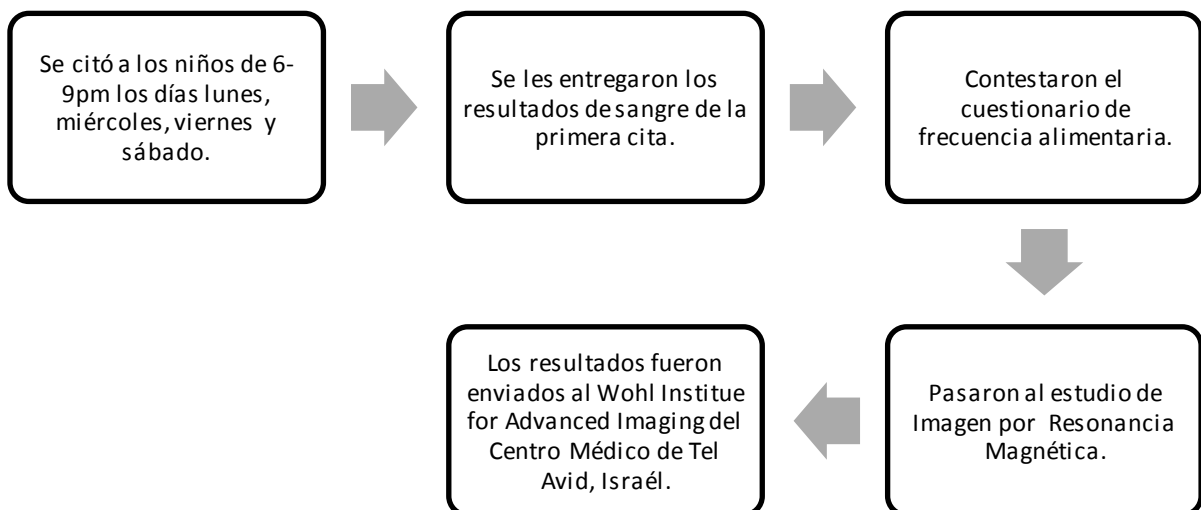 Se citó a los niños de 6-
9pm los días lunes,
miércoles, viernes y
sábado.
Se les entregaron los
resultados de sangre de la
primera cita.
Contestaron el
cuestionario de
frecuencia alimentaria.
Pasaron al estudio de
Imagen por Resonancia
Magnética.
Los resultados fueron
enviados al Wohl Institue
for Advanced Imaging del
Centro Médico de Tel
Avid, Israél.